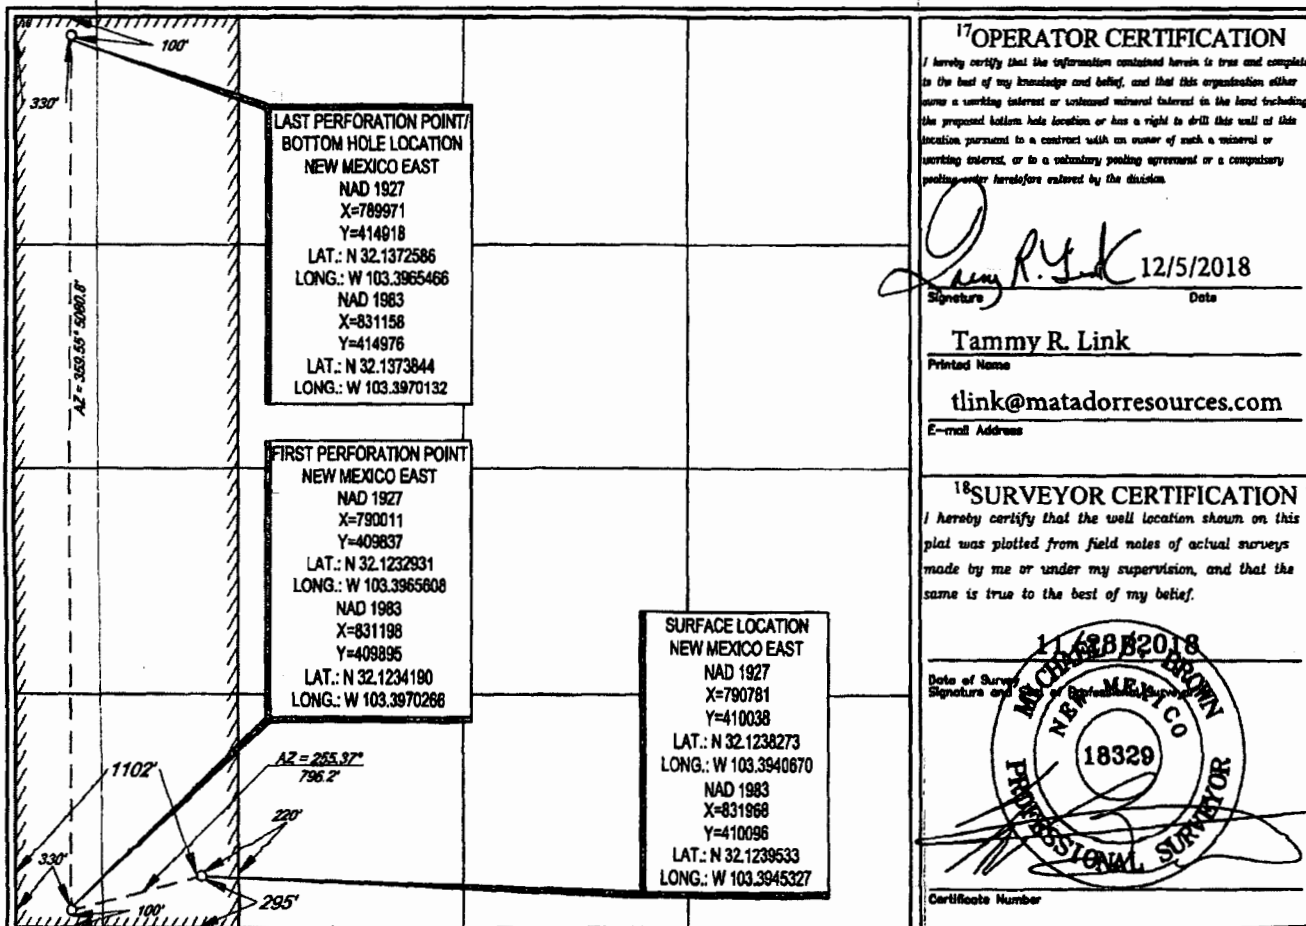 100'
330'
AZ = 359.55° 5080.8'
LAST PERFORATION POINT/
BOTTOM HOLE LOCATION
NEW MEXICO EAST
NAD 1927
X=789971
Y=414918
LAT.: N 32.1372586
LONG.: W 103.3965466
NAD 1983
X=831158
Y=414976
LAT.: N 32.1373844
LONG.: W 103.3970132
FIRST PERFORATION POINT
NEW MEXICO EAST
NAD 1927
X=790011
Y=409837
LAT.: N 32.1232931
LONG.: W 103.3965608
NAD 1983
X=831198
Y=409895
LAT.: N 32.1234190
LONG.: W 103.3970266
SURFACE LOCATION
NEW MEXICO EAST
NAD 1927
X=790781
Y=410038
LAT.: N 32.1238273
LONG.: W 103.3940670
NAD 1983
X=831968
Y=410096
LAT.: N 32.1239533
LONG.: W 103.3945327
1102'
AZ = 255.37°
796.2'
220'
330'
100'
295'
17OPERATOR CERTIFICATION
I hereby certify that the information contained herein is true and complete
to the best of my knowledge and belief, and that this organization either
owns a working interest or unleased mineral interest in the land including
the proposed bottom hole location or has a right to drill this well at this
location pursuant to a contract with an owner of such a mineral or
working interest, or to a voluntary pooling agreement or a compulsory
pooling order heretofore entered by the division.
Tammy R. Link 12/5/2018
Signature Date
Tammy R. Link
Printed Name
tlink@matadorresources.com
E-mail Address
18SURVEYOR CERTIFICATION
I hereby certify that the well location shown on this
plat was plotted from field notes of actual surveys
made by me or under my supervision, and that the
same is true to the best of my belief.
11/28/2018
Date of Survey
Signature and of Professional Surveyor
MICHAEL BROWN
NEW MEXICO
18329
PROFESSIONAL SURVEYOR
Certificate Number